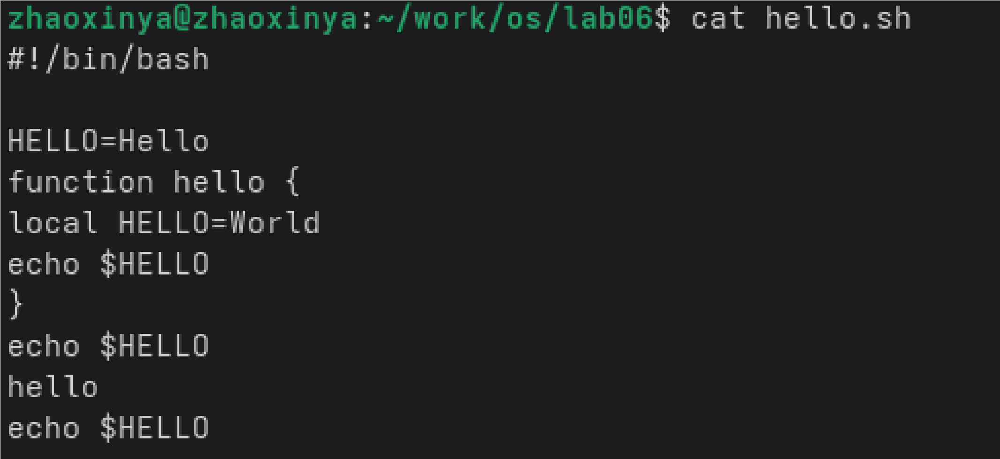 zhaoxinya@zhaoxinya:~/work/os/lab06$ cat hello.sh
#!/bin/bash

HELLO=Hello
function hello {
local HELLO=World
echo $HELLO
}
echo $HELLO
hello
echo $HELLO